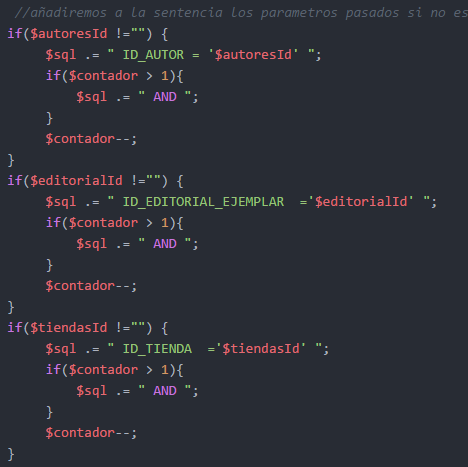 //añadiremos a la sentencia los parametros pasados si no es
if($autoresId !="") {
$sql .= " ID_AUTOR = '$autoresId' ";
if($contador > 1){
$sql .= " AND ";
}
$contador--;
}
if($editorialId !="") {
$sql .= " ID_EDITORIAL_EJEMPLAR  ='$editorialId' ";
if($contador > 1){
$sql .= " AND ";
}
$contador--;
}
if($tiendasId !="") {
$sql .= " ID_TIENDA  ='$tiendasId' ";
if($contador > 1){
$sql .= " AND ";
}
$contador--;
}